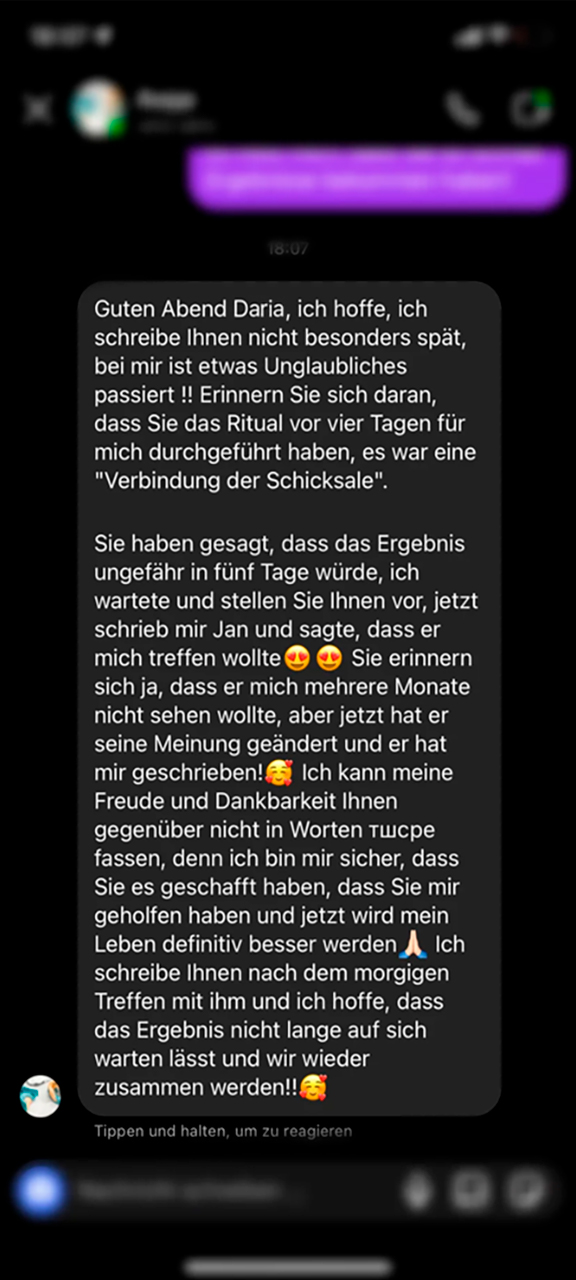 18:07
Guten Abend Daria, ich hoffe, ich
schreibe Ihnen nicht besonders spät,
bei mir ist etwas Unglaubliches
passiert !! Erinnern Sie sich daran,
dass Sie das Ritual vor vier Tagen für
mich durchgeführt haben, es war eine
"Verbindung der Schicksale".
Sie haben gesagt, dass das Ergebnis
ungefähr in fünf Tage würde, ich
wartete und stellen Sie Ihnen vor, jetzt
schrieb mir Jan und sagte, dass er
mich treffen wollte😍 😍 Sie erinnern
sich ja, dass er mich mehrere Monate
nicht sehen wollte, aber jetzt hat er
seine Meinung geändert und er hat
mir geschrieben!🥰 Ich kann meine
Freude und Dankbarkeit Ihnen
gegenüber nicht in Worten тшсре
fassen, denn ich bin mir sicher, dass
Sie es geschafft haben, dass Sie mir
geholfen haben und jetzt wird mein
Leben definitiv besser werden🙏🏻 Ich
schreibe Ihnen nach dem morgigen
Treffen mit ihm und ich hoffe, dass
das Ergebnis nicht lange auf sich
warten lässt und wir wieder
zusammen werden!!🥰
Tippen und halten, um zu reagieren